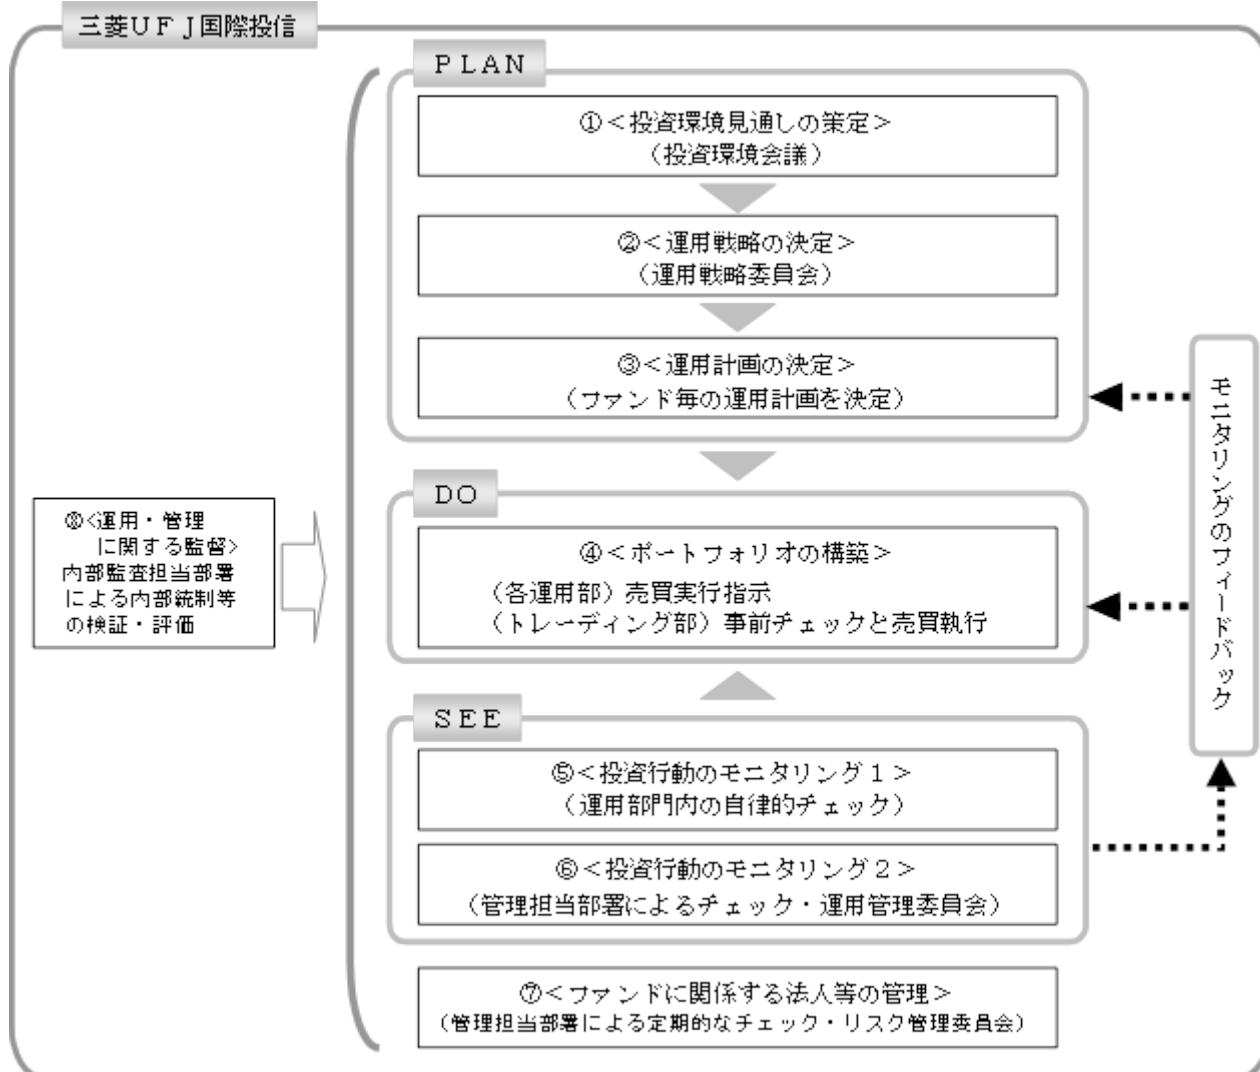 三菱ＵＦＪ国際投信
ＰＬＡＮ
①＜投資環境見通しの策定＞
（投資環境会議）
②＜運用戦略の決定＞
（運用戦略委員会）
③＜運用計画の決定＞
（ファンド毎の運用計画を決定）
ＤＯ
④＜ポートフォリオの構築＞
（各運用部）売買実行指示
（トレーディング部）事前チェックと売買執行
ＳＥＥ
⑤＜投資行動のモニタリング１＞
（運用部門内の自律的チェック）
⑥＜投資行動のモニタリング２＞
（管理担当部署によるチェック・運用管理委員会）
⑦＜ファンドに関係する法人等の管理＞
（管理担当部署による定期的なチェック・リスク管理委員会）
⑧<運用・管理
に関する監督>
内部監査担当部署
による内部統制等
の検証・評価
モニタリングのフィードバック